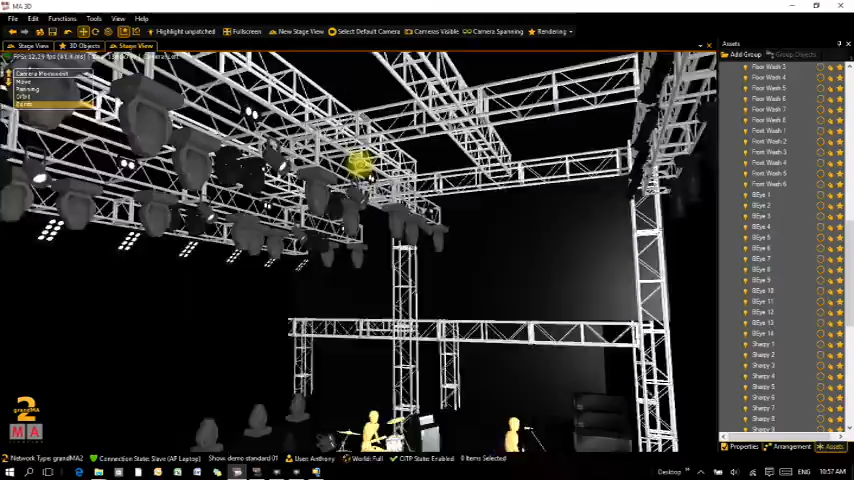 MA 3D
File Edit Functions Tools View Help
Highlight unpatched Fullscreen New Stage View Select Default Camera Cameras Visible Camera Spanning Rendering
Stage View 3D Objects Stage View
Camera Movement
Move
Panning
Orbit
Assets
Add Group Group Objects
Floor Wash 3
Floor Wash 4
Floor Wash 5
Floor Wash 6
Floor Wash 7
Floor Wash 8
Front Wash 1
Front Wash 2
Front Wash 3
Front Wash 4
Front Wash 5
Front Wash 6
BEye 1
BEye 2
BEye 3
BEye 4
BEye 5
BEye 6
BEye 7
BEye 8
BEye 9
BEye 10
BEye 11
BEye 12
BEye 13
BEye 14
Sharpy 1
Sharpy 2
Sharpy 3
Sharpy 4
Sharpy 5
Sharpy 6
Sharpy 7
Sharpy 8
Sharpy 9
Properties Arrangement Assets
2
grandMA
MA
Network Type: grandMA2 Connection State: Slave (AP Laptop) Show: demo standard 01 User: Anthony World: Full CITP State: Enabled 0 Items Selected
Desktop ENG 10:57 AM